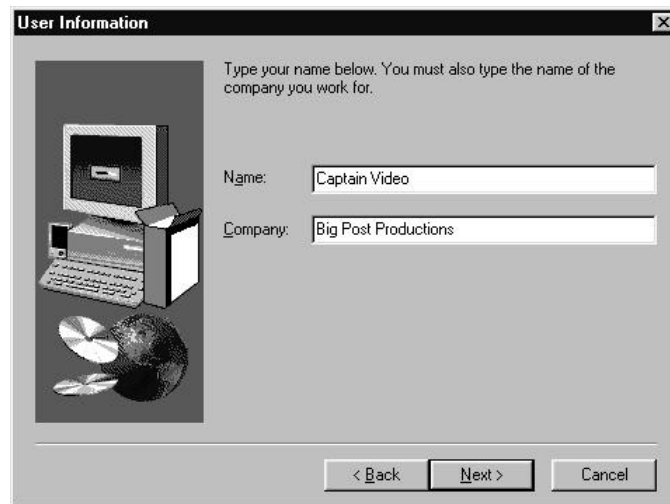 User Information
Type your name below. You must also type the name of the
company you work for.
Name: Captain Video
Company: Big Post Productions
< Back Next > Cancel